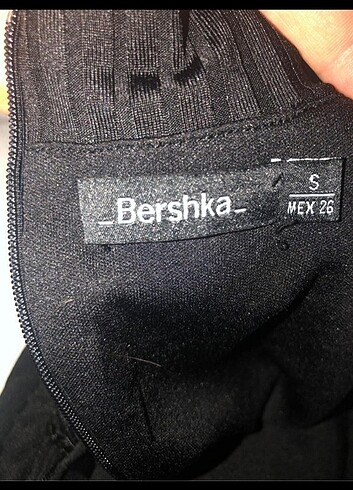 _Bershka_
S
MEX 26